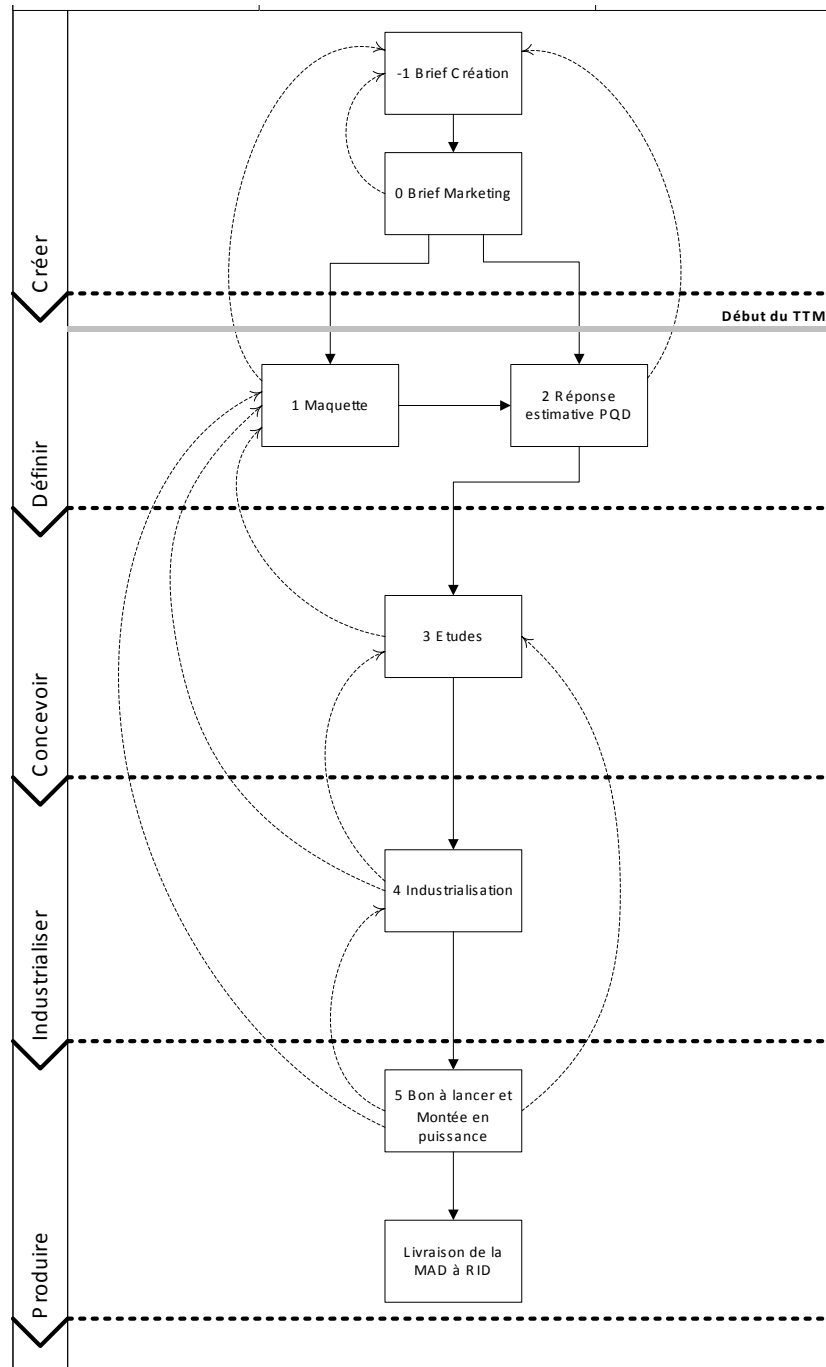 -1 Brief Création
0 Brief Marketing
Créer
Début du TTM
1 Maquette
2 Réponse
estimative PQD
Définir
3 Etudes
Concevoir
4 Industrialisation
Industrialiser
5 Bon à lancer et
Montée en
puissance
Livraison de la
MAD à RID
Produire